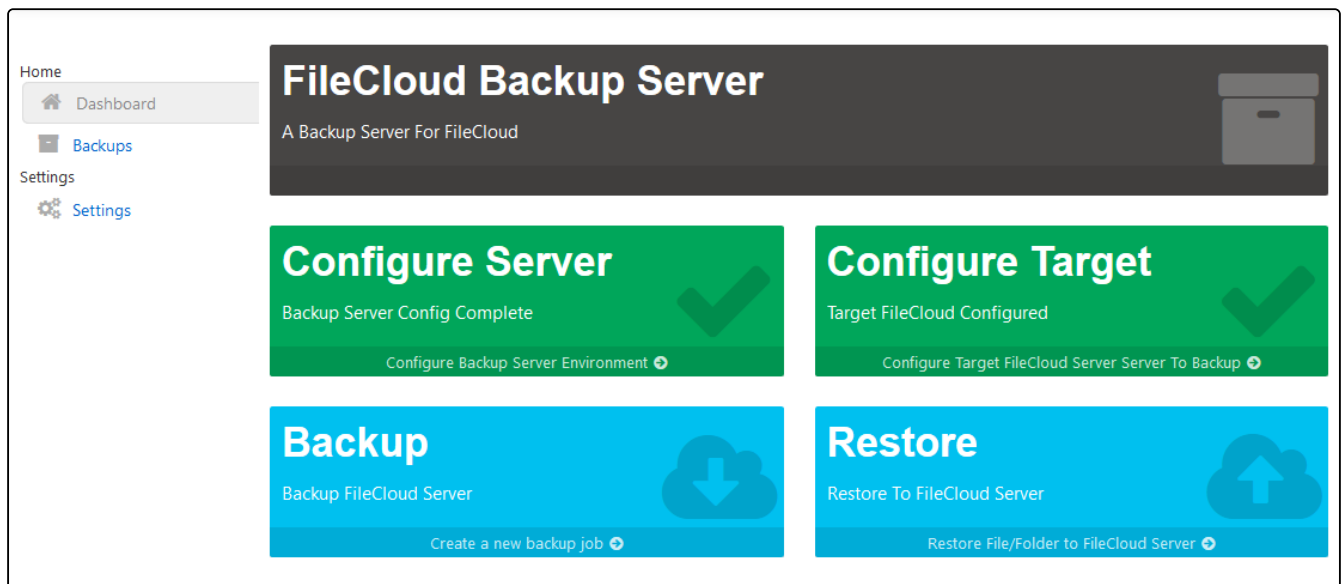 Home
Dashboard
Backups
Settings
Settings
FileCloud Backup Server
A Backup Server For FileCloud
Configure Server
Backup Server Config Complete
Configure Backup Server Environment
Configure Target
Target FileCloud Configured
Configure Target FileCloud Server Server To Backup
Backup
Backup FileCloud Server
Create a new backup job
Restore
Restore To FileCloud Server
Restore File/Folder to FileCloud Server